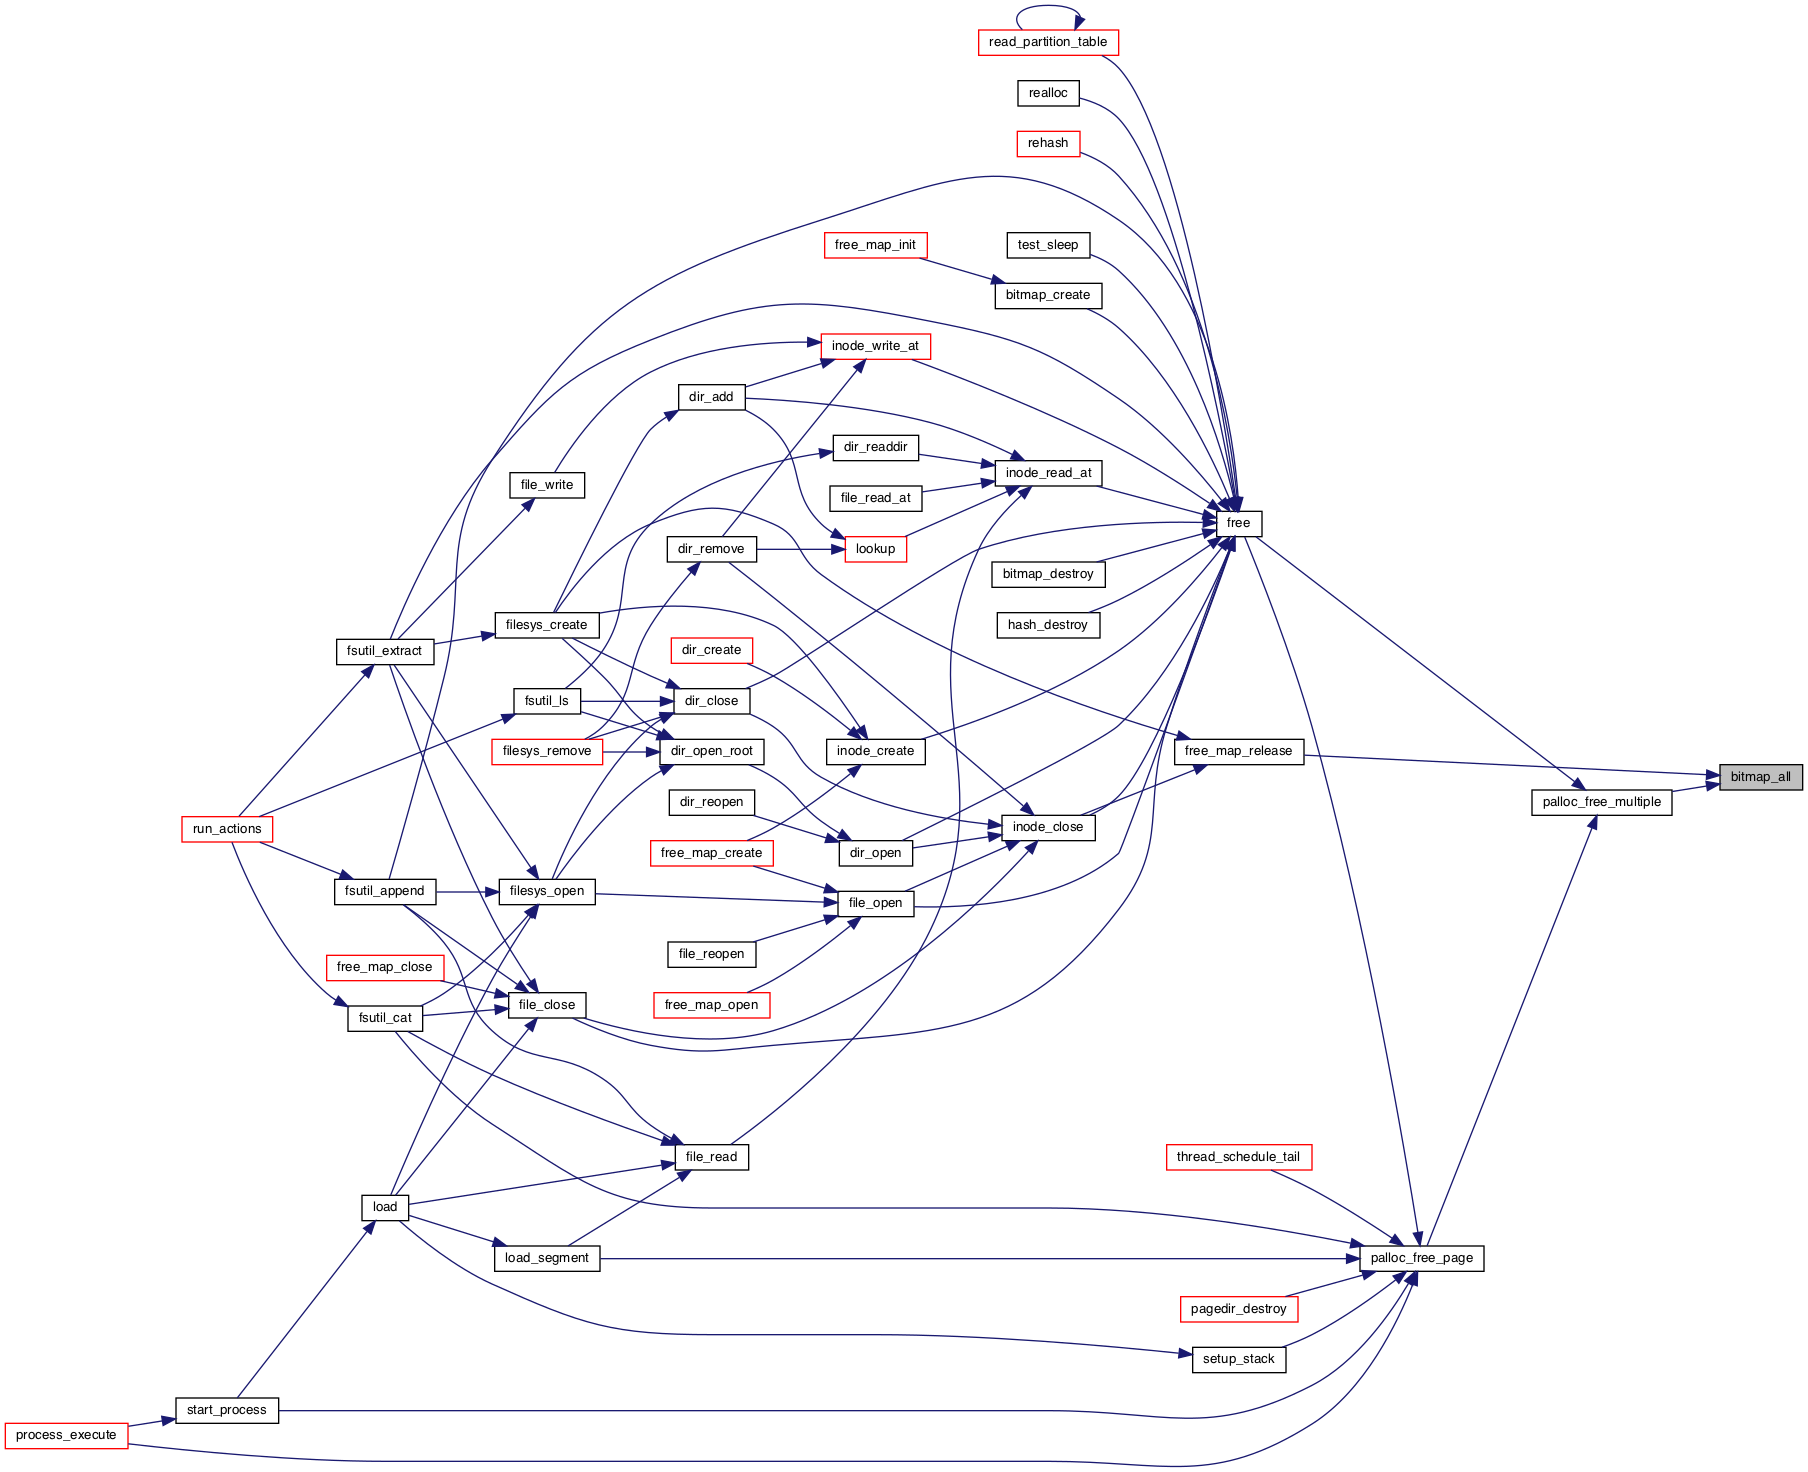 read_partition_table
realloc
rehash
test_sleep
free_map_init
bitmap_create
inode_write_at
dir_add
dir_readdir
inode_read_at
file_write
file_read_at
free
dir_remove
lookup
bitmap_destroy
filesys_create
hash_destroy
fsutil_extract
dir_create
fsutil_ls
dir_close
filesys_remove
dir_open_root
inode_create
free_map_release
bitmap_all
dir_reopen
palloc_free_multiple
run_actions
inode_close
free_map_create
dir_open
fsutil_append
filesys_open
file_open
file_reopen
free_map_close
file_close
free_map_open
fsutil_cat
file_read
thread_schedule_tail
load
load_segment
palloc_free_page
pagedir_destroy
setup_stack
start_process
process_execute